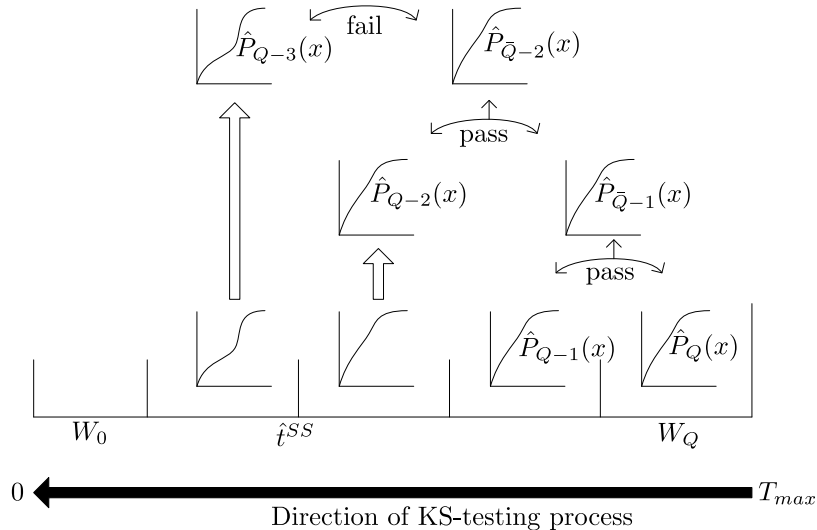 fail
P̂_{Q−3}(x)
P̂_{Q̄−2}(x)
pass
P̂_{Q−2}(x)
P̂_{Q̄−1}(x)
pass
P̂_{Q−1}(x)
P̂_Q(x)
W_0
t̂^{SS}
W_Q
0
T_{max}
Direction of KS-testing process